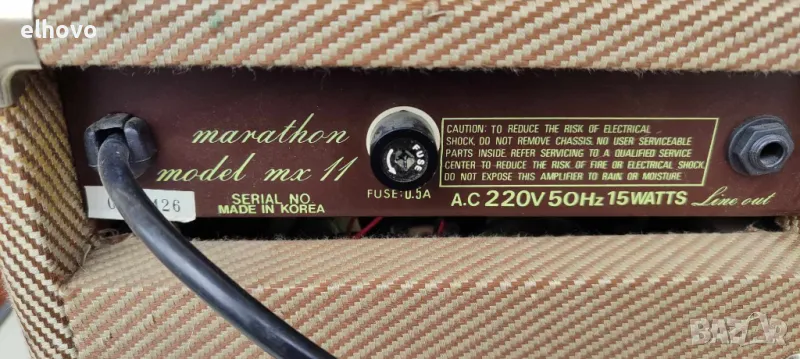 elhovo
marathon
model mx 11
SERIAL NO
MADE IN KOREA
426
FUSE
FUSE:0.5A
CAUTION: TO REDUCE THE RISK OF ELECTRICAL
SHOCK, DO NOT REMOVE CHASSIS. NO USER SERVICEABLE
PARTS INSIDE REFER SERVICING TO A QUALIFIED SERVICE
CENTER TO REDUCE THE RISK OF FIRE OR ELECTRICAL SHOCK,
DO NOT EXPOSE THIS AMPLIFIER TO RAIN OR MOISTURE.
A.C 220V 50Hz 15WATTS
Line out
BAZAR